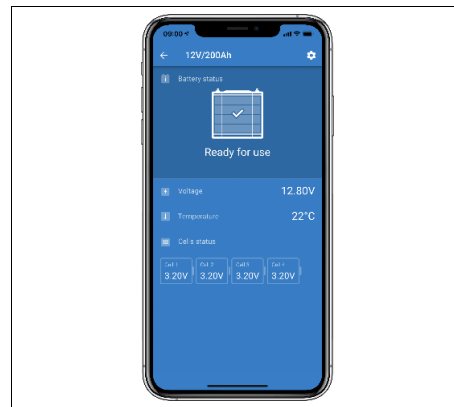 09:00
12V/200Ah
Battery status
Ready for use
Voltage 12.80V
Temperature 22°C
Cells status
Cell 1 Cell 2 Cell 3 Cell 4
3.20V 3.20V 3.20V 3.20V